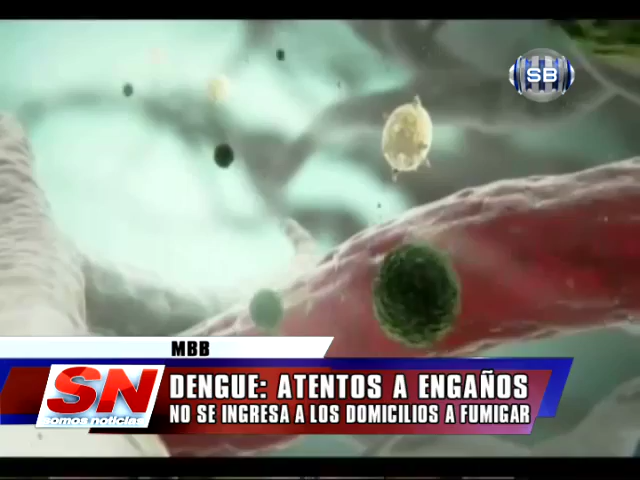 SB
MBB
SN
somos noticias
DENGUE: ATENTOS A ENGAÑOS
NO SE INGRESA A LOS DOMICILIOS A FUMIGAR